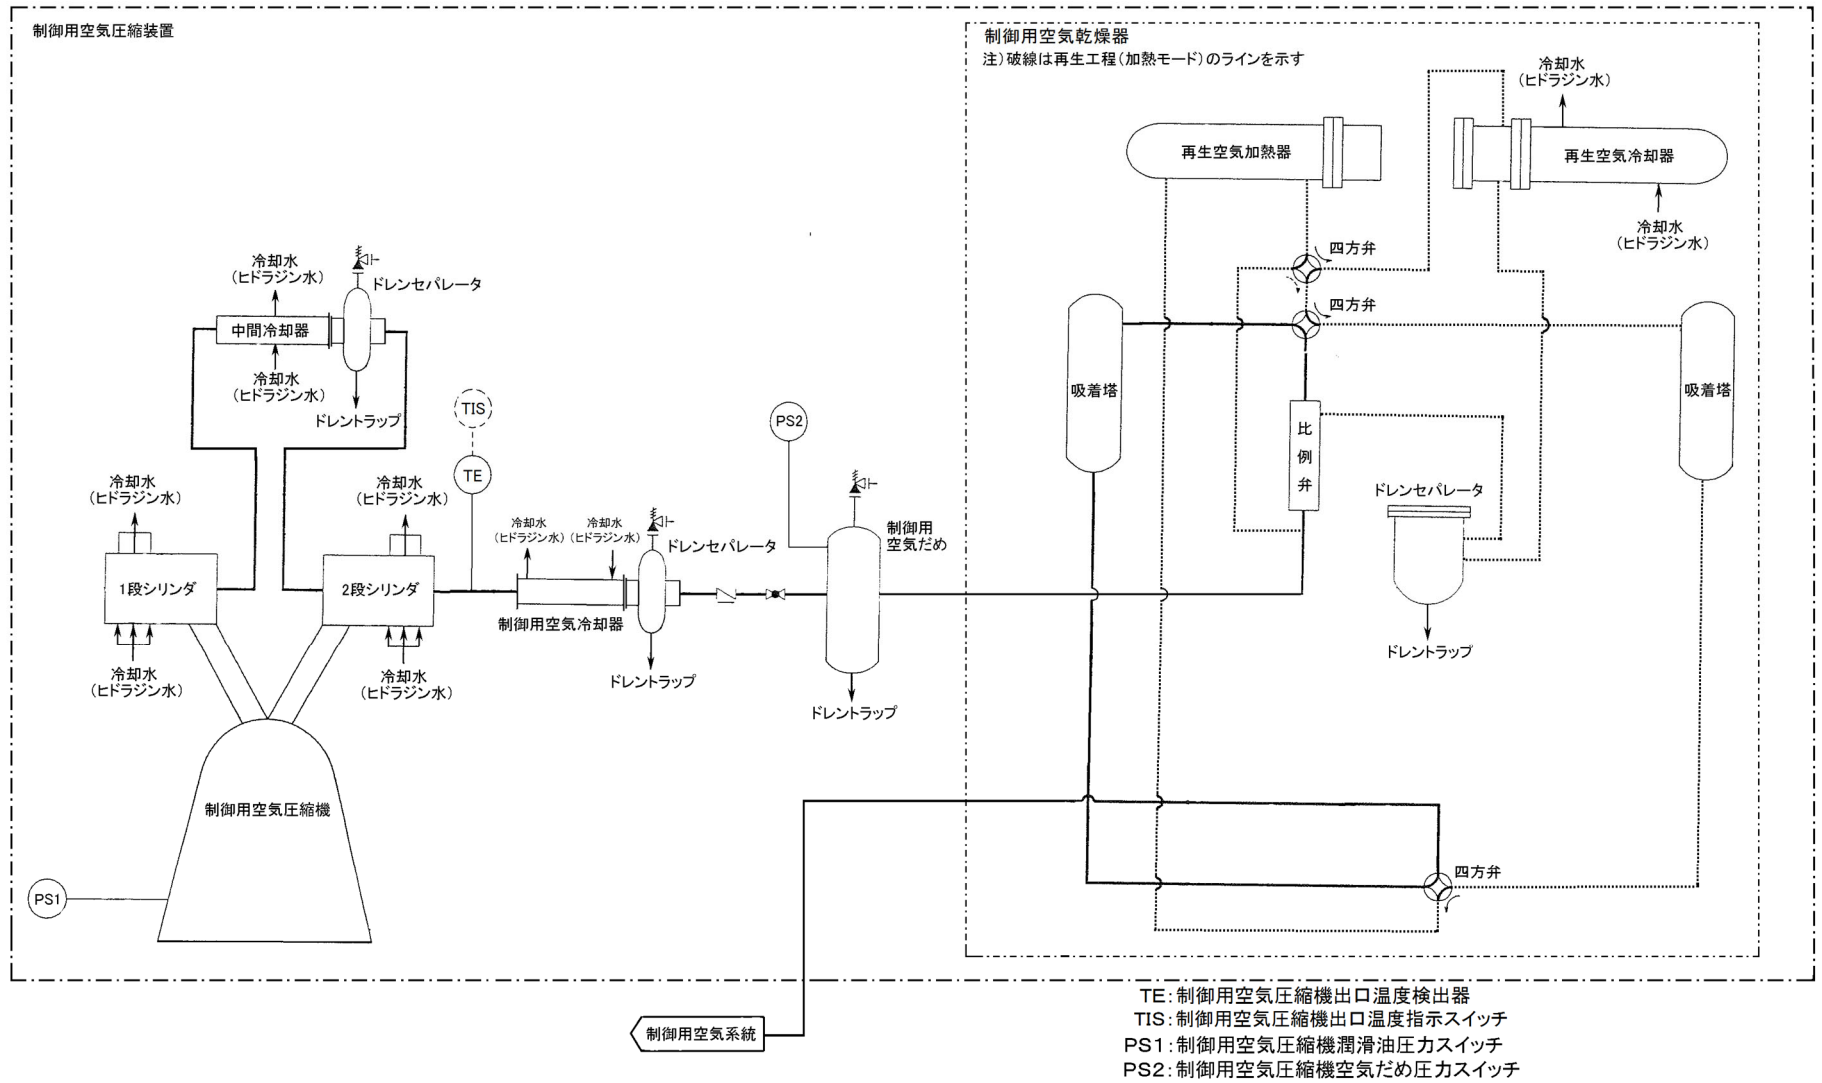 制御用空気圧縮装置
制御用空気乾燥器
注）破線は再生工程（加熱モード）のラインを示す
冷却水
（ヒドラジン水）
再生空気加熱器
再生空気冷却器
冷却水
（ヒドラジン水）
四方弁
四方弁
冷却水
（ヒドラジン水）
ドレンセパレータ
中間冷却器
冷却水
（ヒドラジン水）
ドレントラップ
TIS
PS2
TE
吸着塔
吸着塔
比
例
弁
ドレンセパレータ
ドレントラップ
冷却水
（ヒドラジン水）
冷却水
（ヒドラジン水）
冷却水
（ヒドラジン水）
冷却水
（ヒドラジン水）
ドレンセパレータ
制御用
空気だめ
1段シリンダ
2段シリンダ
制御用空気冷却器
冷却水
（ヒドラジン水）
冷却水
（ヒドラジン水）
ドレントラップ
ドレントラップ
制御用空気圧縮機
PS1
四方弁
制御用空気系統
TE：制御用空気圧縮機出口温度検出器
TIS：制御用空気圧縮機出口温度指示スイッチ
PS1：制御用空気圧縮機潤滑油圧力スイッチ
PS2：制御用空気圧縮機空気だめ圧力スイッチ